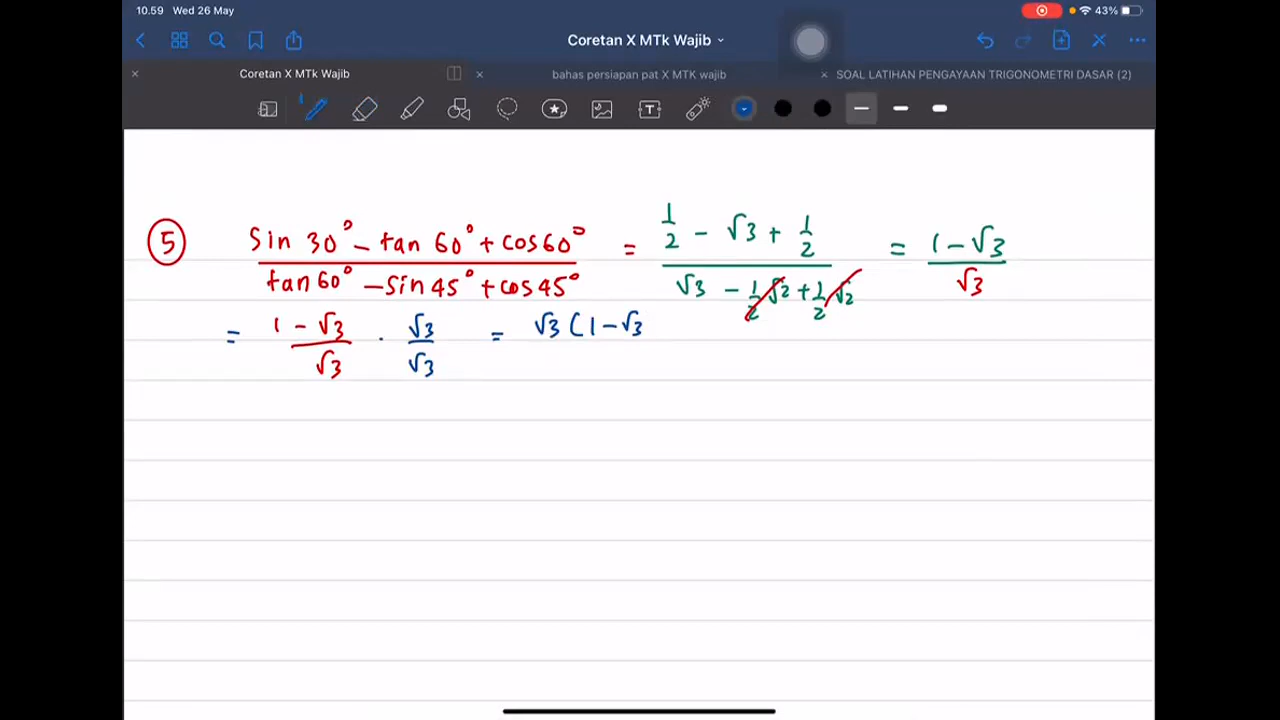 10.59 Wed 26 May 43%
Coretan X MTk Wajib
Coretan X MTk Wajib bahas persiapan pat X MTK wajib SOAL LATIHAN PENGAYAAN TRIGONOMETRI DASAR (2)
T
⑤ (sin 30° - tan 60° + cos 60°) / (tan 60° - sin 45° + cos 45°) = (1/2 - √3 + 1/2) / (√3 - 1/2 √2 + 1/2 √2) = (1 - √3) / √3
= (1 - √3) / √3 · √3 / √3 = √3 (1 - √3